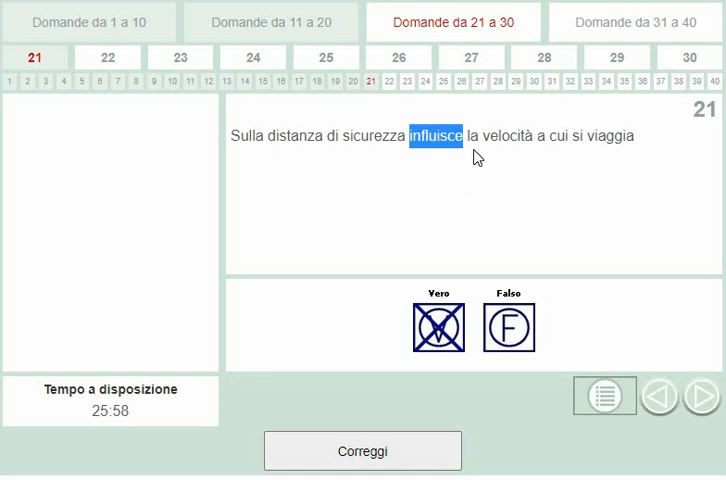 Domande da 1 a 10 Domande da 11 a 20 Domande da 21 a 30 Domande da 31 a 40
21 22 23 24 25 26 27 28 29 30
1 2 3 4 5 6 7 8 9 10 11 12 13 14 15 16 17 18 19 20 21 22 23 24 25 26 27 28 29 30 31 32 33 34 35 36 37 38 39 40
21
Sulla distanza di sicurezza influisce la velocità a cui si viaggia
Vero Falso
V F
Tempo a disposizione
25:58
Correggi